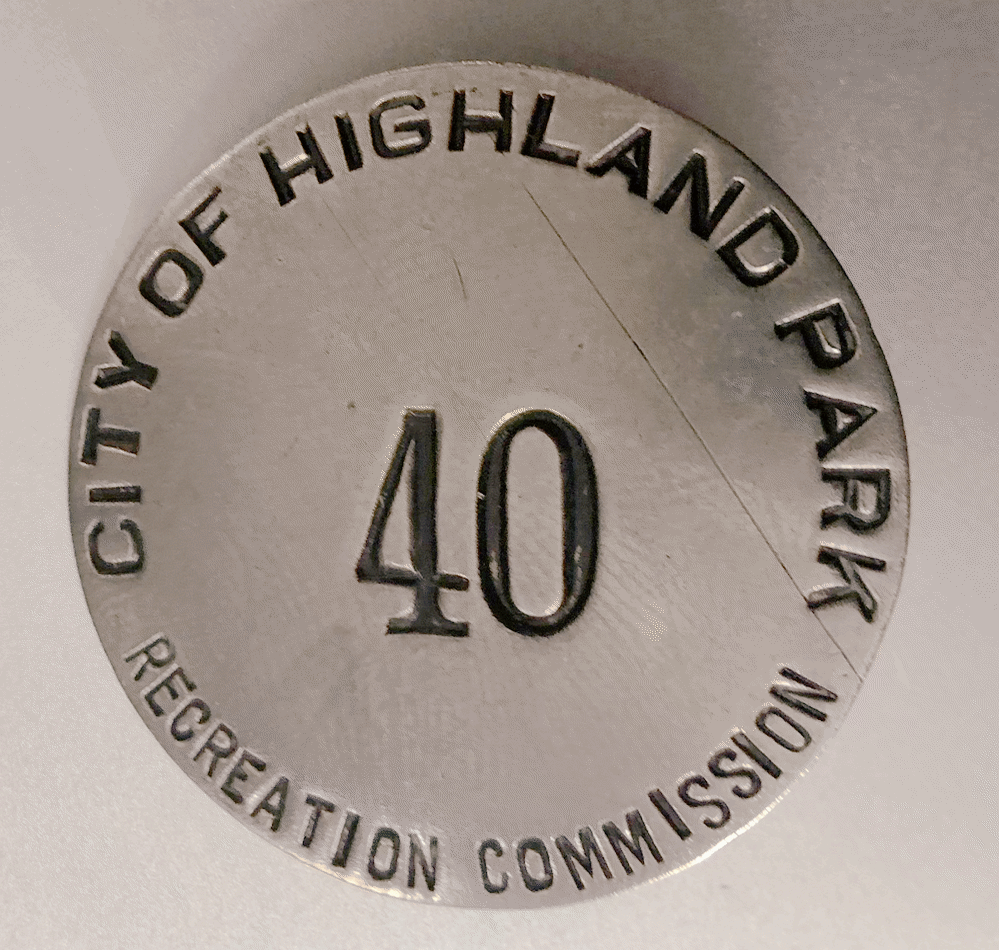 CITY OF HIGHLAND PARK
40
RECREATION COMMISSION